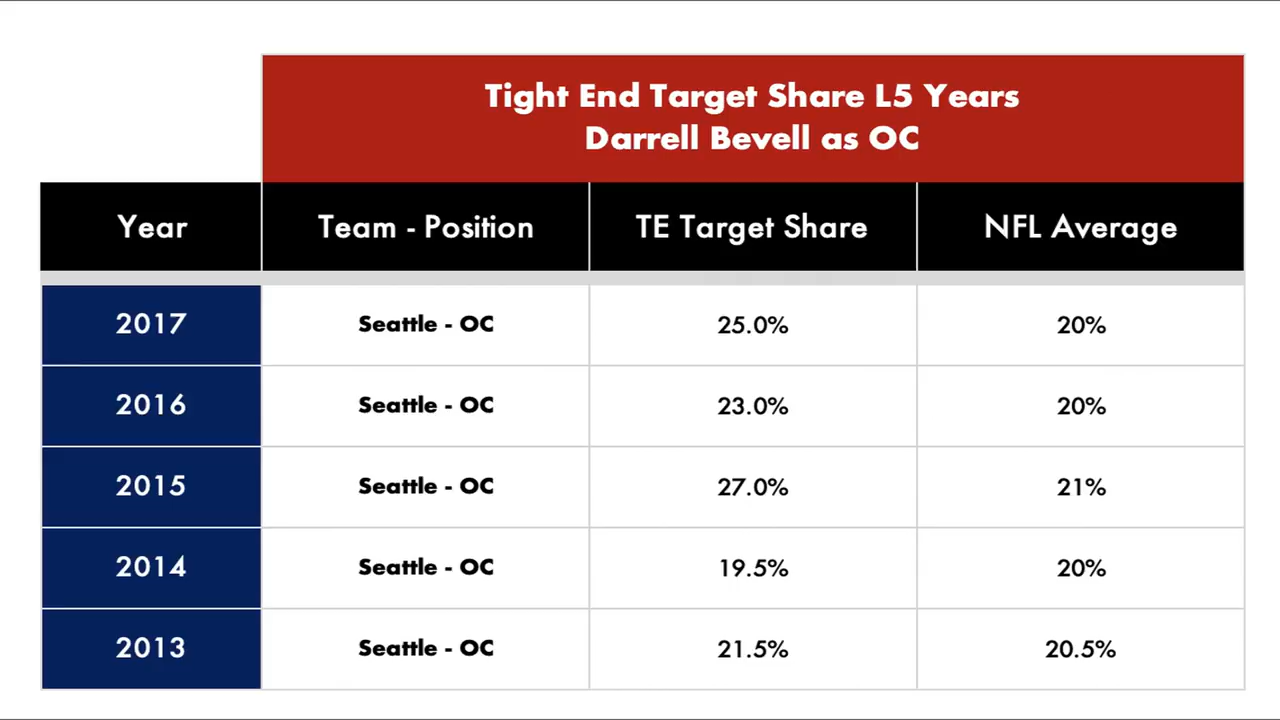 Tight End Target Share L5 Years
Darrell Bevell as OC
Year Team - Position TE Target Share NFL Average
2017 Seattle - OC 25.0% 20%
2016 Seattle - OC 23.0% 20%
2015 Seattle - OC 27.0% 21%
2014 Seattle - OC 19.5% 20%
2013 Seattle - OC 21.5% 20.5%